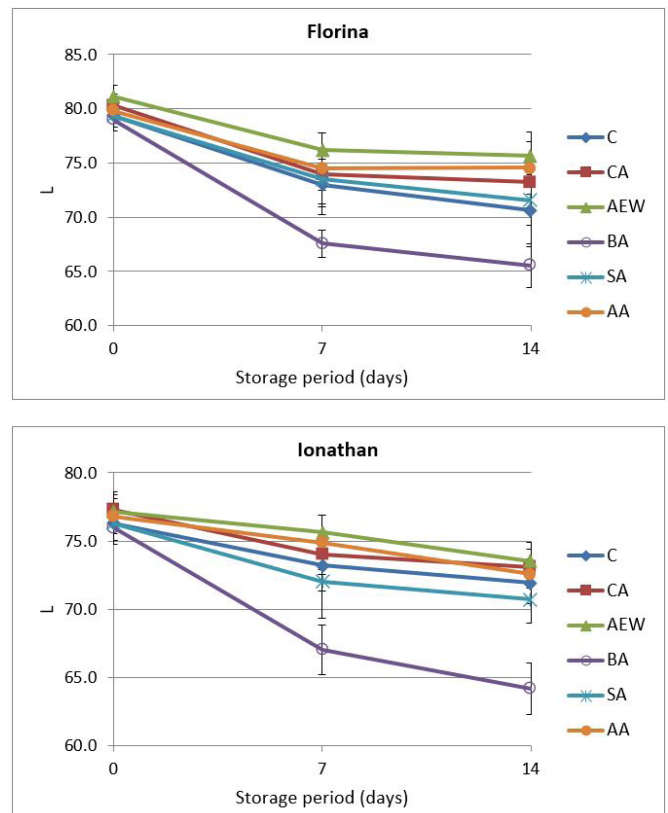 Florina
85.0
80.0
75.0
70.0
65.0
60.0
L
0
7
14
Storage period (days)
C
CA
AEW
BA
SA
AA
Ionathan
80.0
75.0
70.0
65.0
60.0
L
0
7
14
Storage period (days)
C
CA
AEW
BA
SA
AA